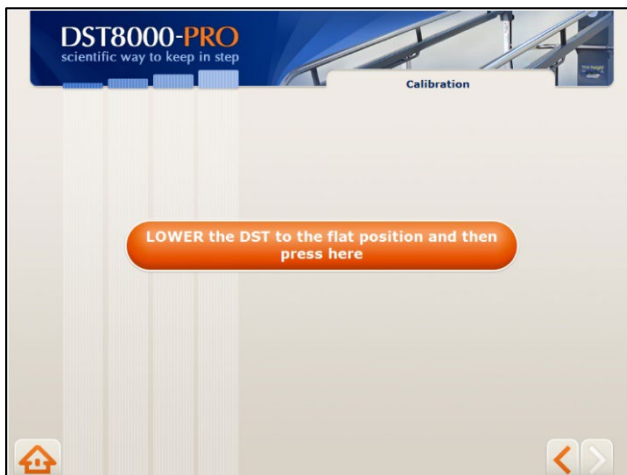 DST8000-PRO
scientific way to keep in step
Calibration
LOWER the DST to the flat position and then
press here